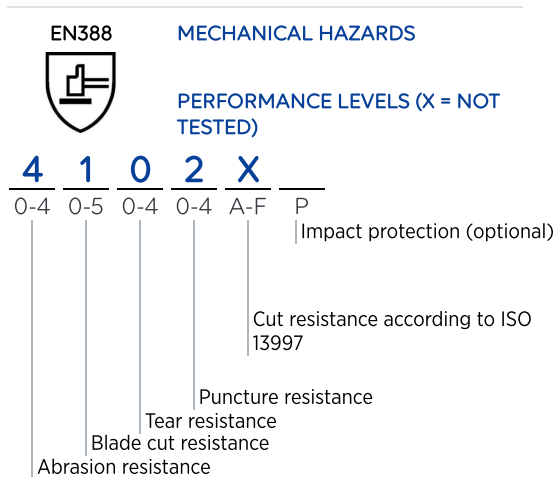 EN388
MECHANICAL HAZARDS
PERFORMANCE LEVELS (X = NOT
TESTED)
4 1 0 2 X
0-4 0-5 0-4 0-4 A-F P
Impact protection (optional)
Cut resistance according to ISO
13997
Puncture resistance
Tear resistance
Blade cut resistance
Abrasion resistance